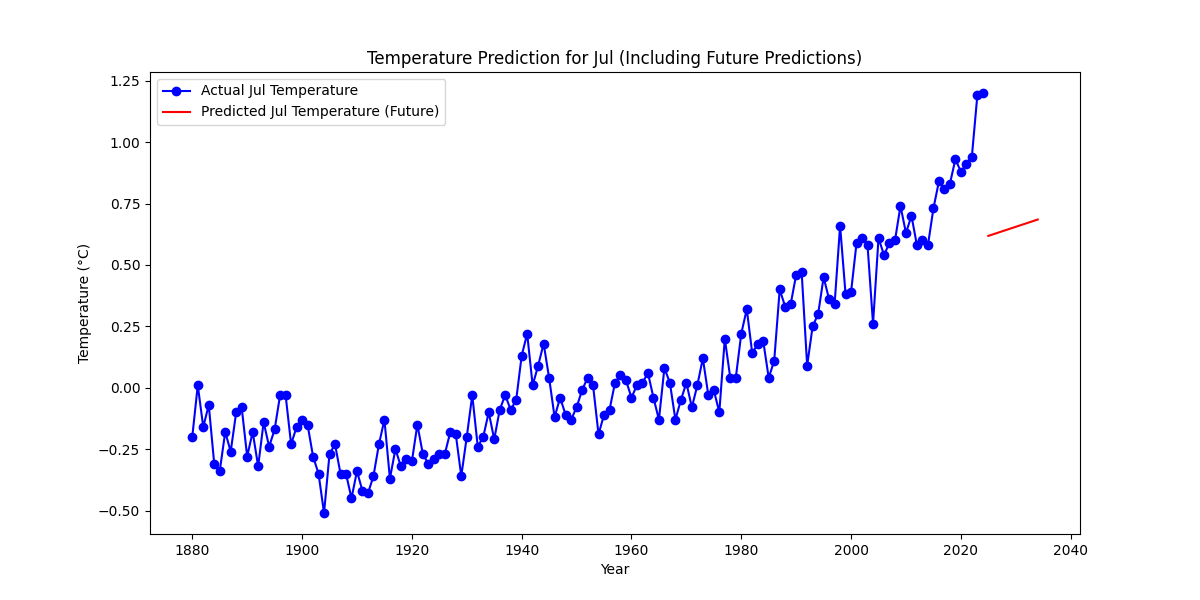 Temperature Prediction for Jul (Including Future Predictions)
Actual Jul Temperature
Predicted Jul Temperature (Future)
Temperature (°C)
1.25
1.00
0.75
0.50
0.25
0.00
−0.25
−0.50
1880 1900 1920 1940 1960 1980 2000 2020 2040
Year